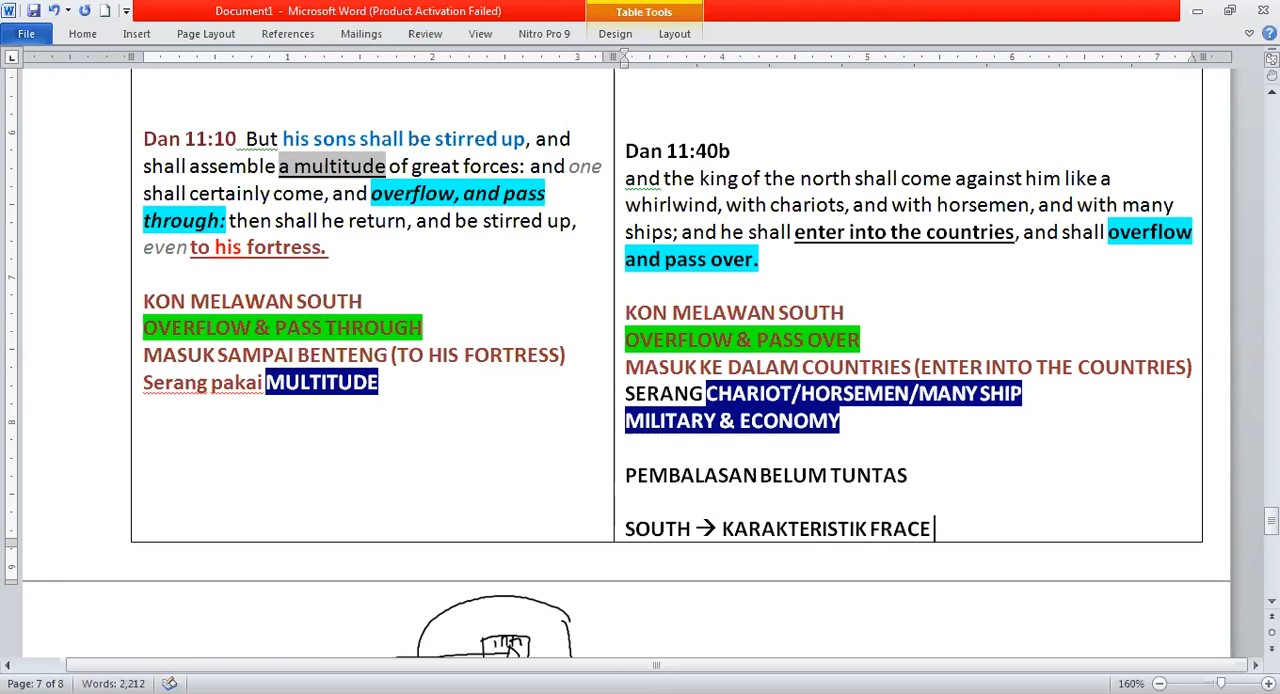 Document1 - Microsoft Word (Product Activation Failed)
Table Tools
File Home Insert Page Layout References Mailings Review View Nitro Pro 9 Design Layout
1 2 3 4 5 6 7
Dan 11:10 But his sons shall be stirred up, and
shall assemble a multitude of great forces: and one
shall certainly come, and overflow, and pass
through: then shall he return, and be stirred up,
even to his fortress.
KON MELAWAN SOUTH
OVERFLOW & PASS THROUGH
MASUK SAMPAI BENTENG (TO HIS FORTRESS)
Serang pakai MULTITUDE
Dan 11:40b
and the king of the north shall come against him like a
whirlwind, with chariots, and with horsemen, and with many
ships; and he shall enter into the countries, and shall overflow
and pass over.
KON MELAWAN SOUTH
OVERFLOW & PASS OVER
MASUK KE DALAM COUNTRIES (ENTER INTO THE COUNTRIES)
SERANG CHARIOT/HORSEMEN/MANY SHIP
MILITARY & ECONOMY
PEMBALASAN BELUM TUNTAS
SOUTH → KARAKTERISTIK FRACE
Page: 7 of 8 Words: 2,212 160%